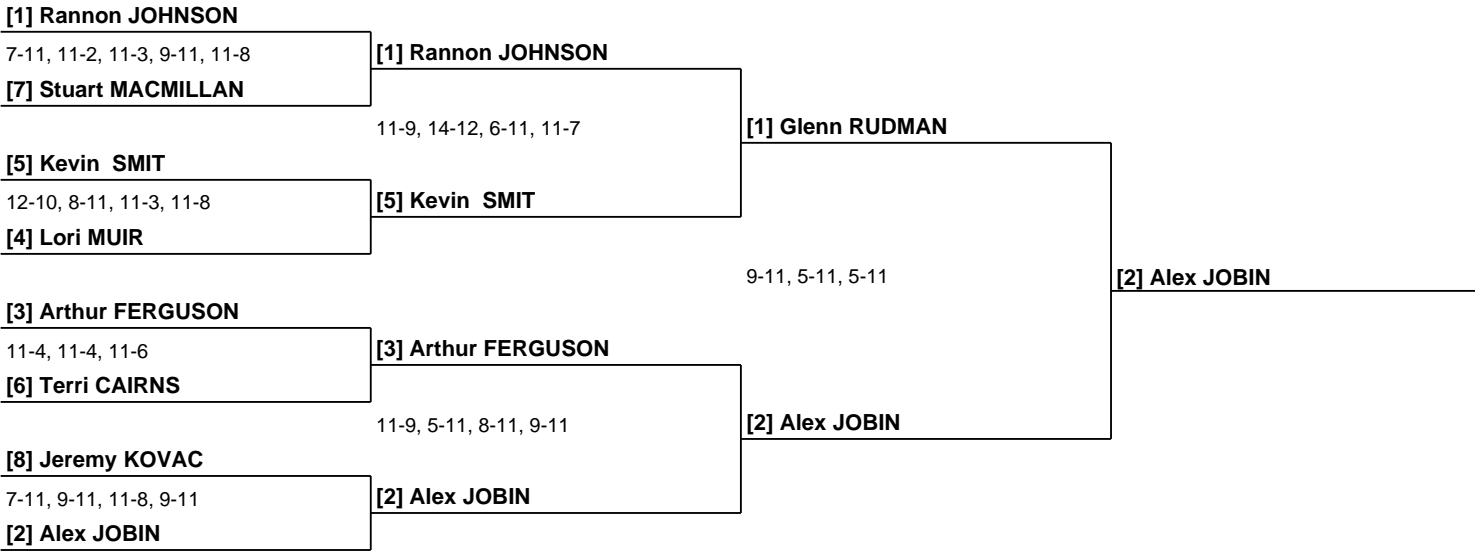 [1] Rannon JOHNSON
7-11, 11-2, 11-3, 9-11, 11-8
[7] Stuart MACMILLAN
[5] Kevin  SMIT
12-10, 8-11, 11-3, 11-8
[4] Lori MUIR
[3] Arthur FERGUSON
11-4, 11-4, 11-6
[6] Terri CAIRNS
[8] Jeremy KOVAC
7-11, 9-11, 11-8, 9-11
[2] Alex JOBIN
[1] Rannon JOHNSON
11-9, 14-12, 6-11, 11-7
[5] Kevin  SMIT
[3] Arthur FERGUSON
11-9, 5-11, 8-11, 9-11
[2] Alex JOBIN
[1] Glenn RUDMAN
9-11, 5-11, 5-11
[2] Alex JOBIN
[2] Alex JOBIN